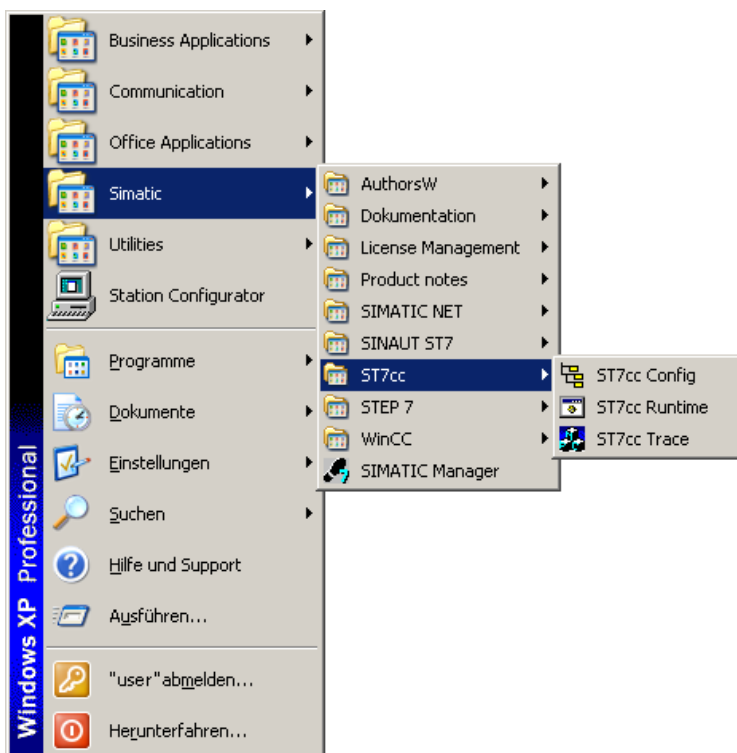 Business Applications
Communication
Office Applications
Simatic
Utilities
Station Configurator
Programme
Dokumente
Einstellungen
Suchen
Hilfe und Support
Ausführen...
"user"abmelden...
Herunterfahren...
Windows XP Professional
AuthorsW
Dokumentation
License Management
Product notes
SIMATIC NET
SINAUT ST7
ST7cc
STEP 7
WinCC
SIMATIC Manager
ST7cc Config
ST7cc Runtime
ST7cc Trace